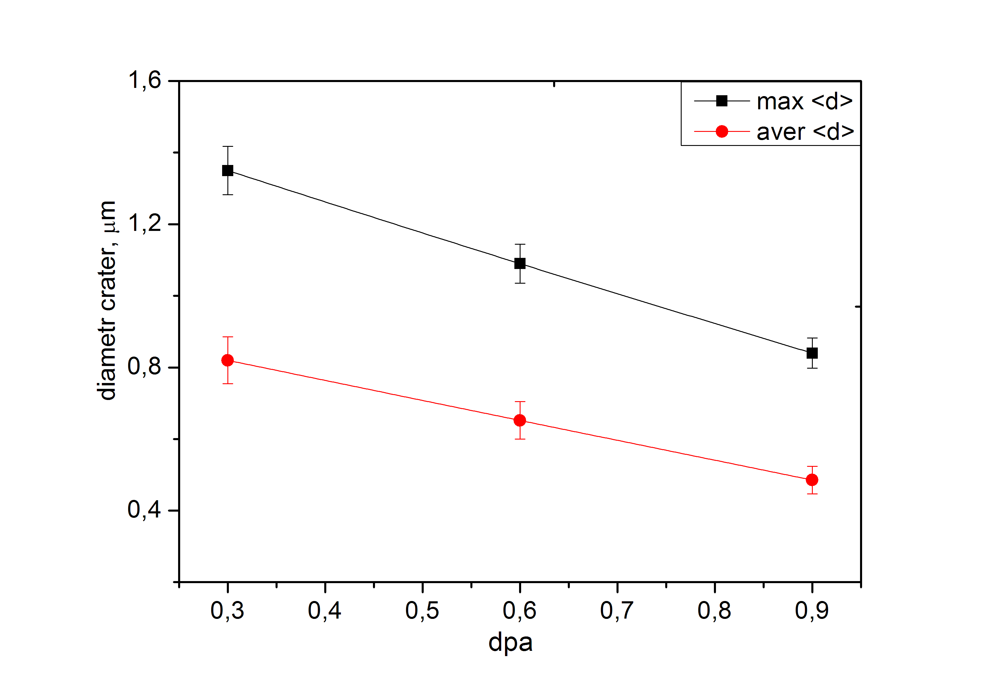 1,6
1,2
0,8
0,4
diametr crater, μm
max <d>
aver <d>
0,3 0,4 0,5 0,6 0,7 0,8 0,9
dpa